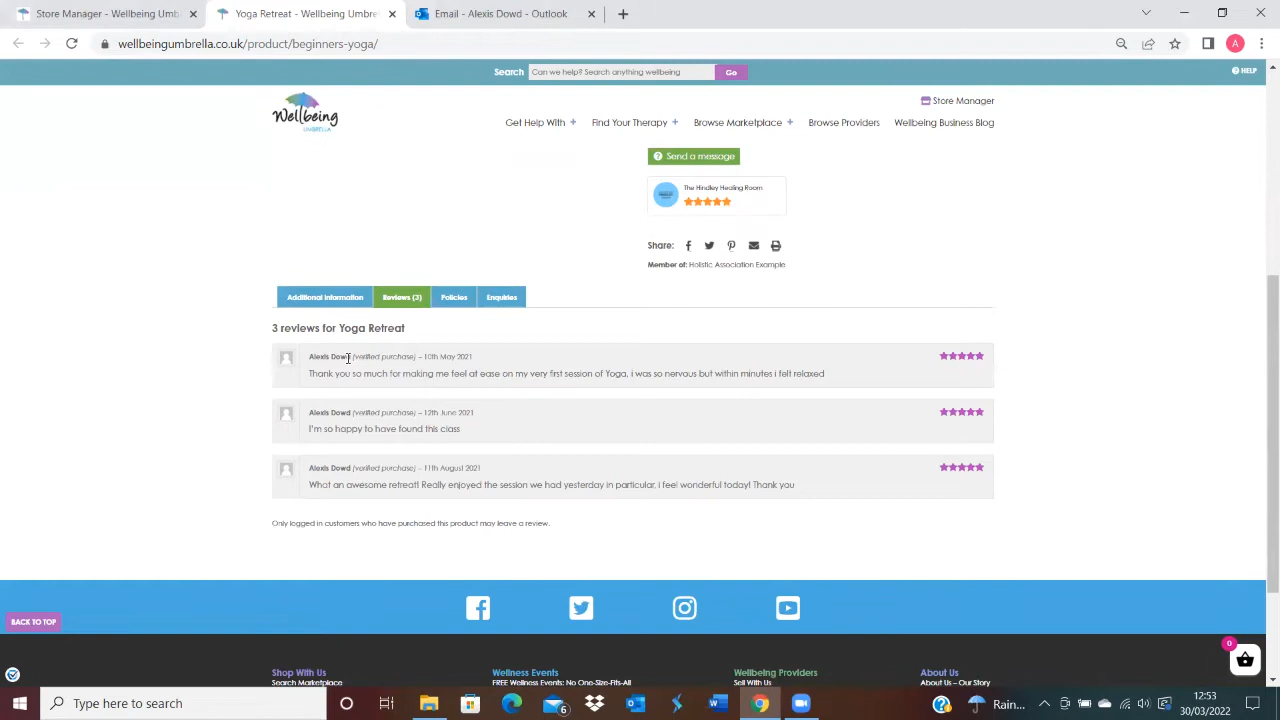 Store Manager - Wellbeing Umbr
Yoga Retreat - Wellbeing Umbre
Email - Alexis Dowd - Outlook
wellbeingumbrella.co.uk/product/beginners-yoga/
A
Search
Can we help? Search anything wellbeing
Go
HELP
Wellbeing
UMBRELLA
Store Manager
Get Help With +
Find Your Therapy +
Browse Marketplace +
Browse Providers
Wellbeing Business Blog
Send a message
The Hindley Healing Room
Share:
Member of: Holistic Association Example
Additional information
Reviews (3)
Policies
Enquiries
3 reviews for Yoga Retreat
Alexis Dowd (verified purchase) – 10th May 2021
Thank you so much for making me feel at ease on my very first session of Yoga, i was so nervous but within minutes i felt relaxed
Alexis Dowd (verified purchase) – 12th June 2021
I'm so happy to have found this class
Alexis Dowd (verified purchase) – 11th August 2021
What an awesome retreat! Really enjoyed the session we had yesterday in particular, i feel wonderful today! Thank you
Only logged in customers who have purchased this product may leave a review.
BACK TO TOP
0
Shop With Us
Wellness Events
Wellbeing Providers
About Us
Search Marketplace
FREE Wellness Events: No-One-Size-Fits-All
Sell With Us
About Us – Our Story
Type here to search
6
Rain...
12:53
30/03/2022